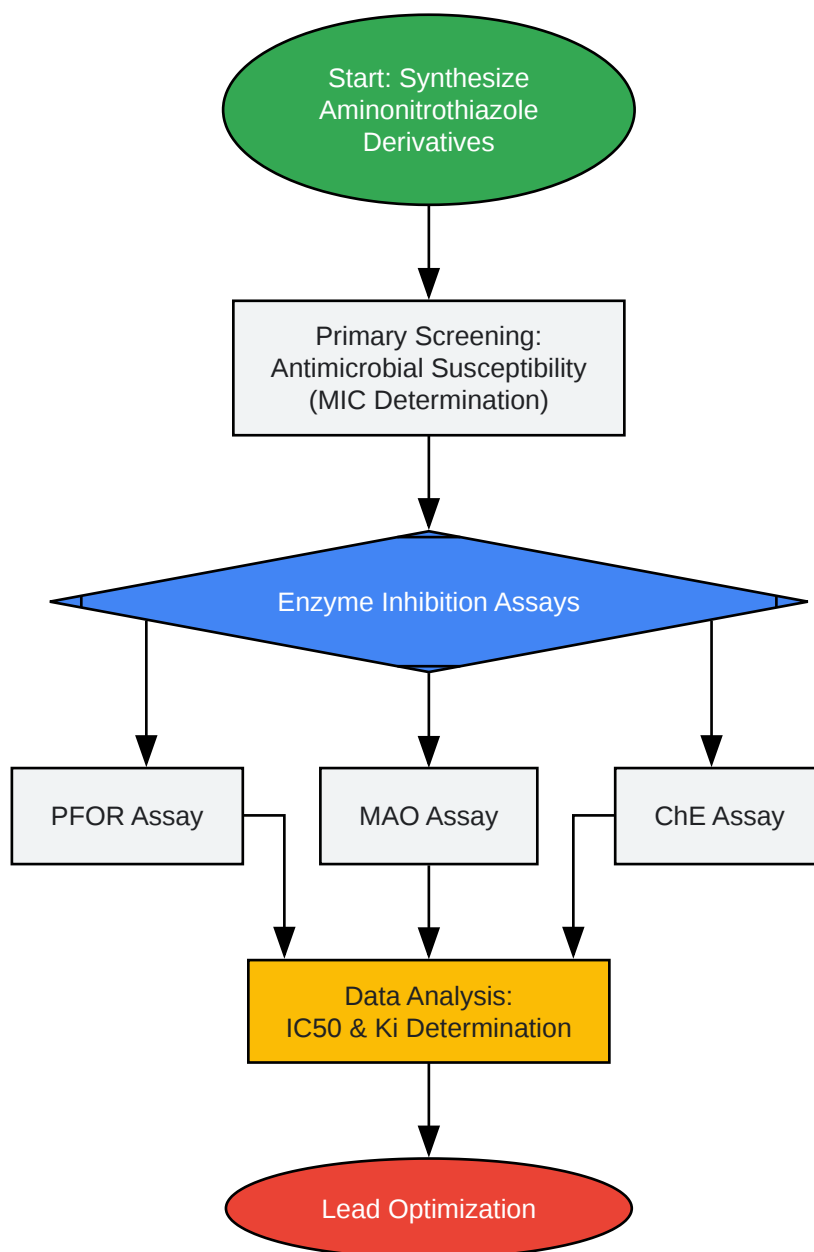 Start: Synthesize
Aminonitrothiazole
Derivatives
Primary Screening:
Antimicrobial Susceptibility
(MIC Determination)
Enzyme Inhibition Assays
PFOR Assay
MAO Assay
ChE Assay
Data Analysis:
IC50 & Ki Determination
Lead Optimization